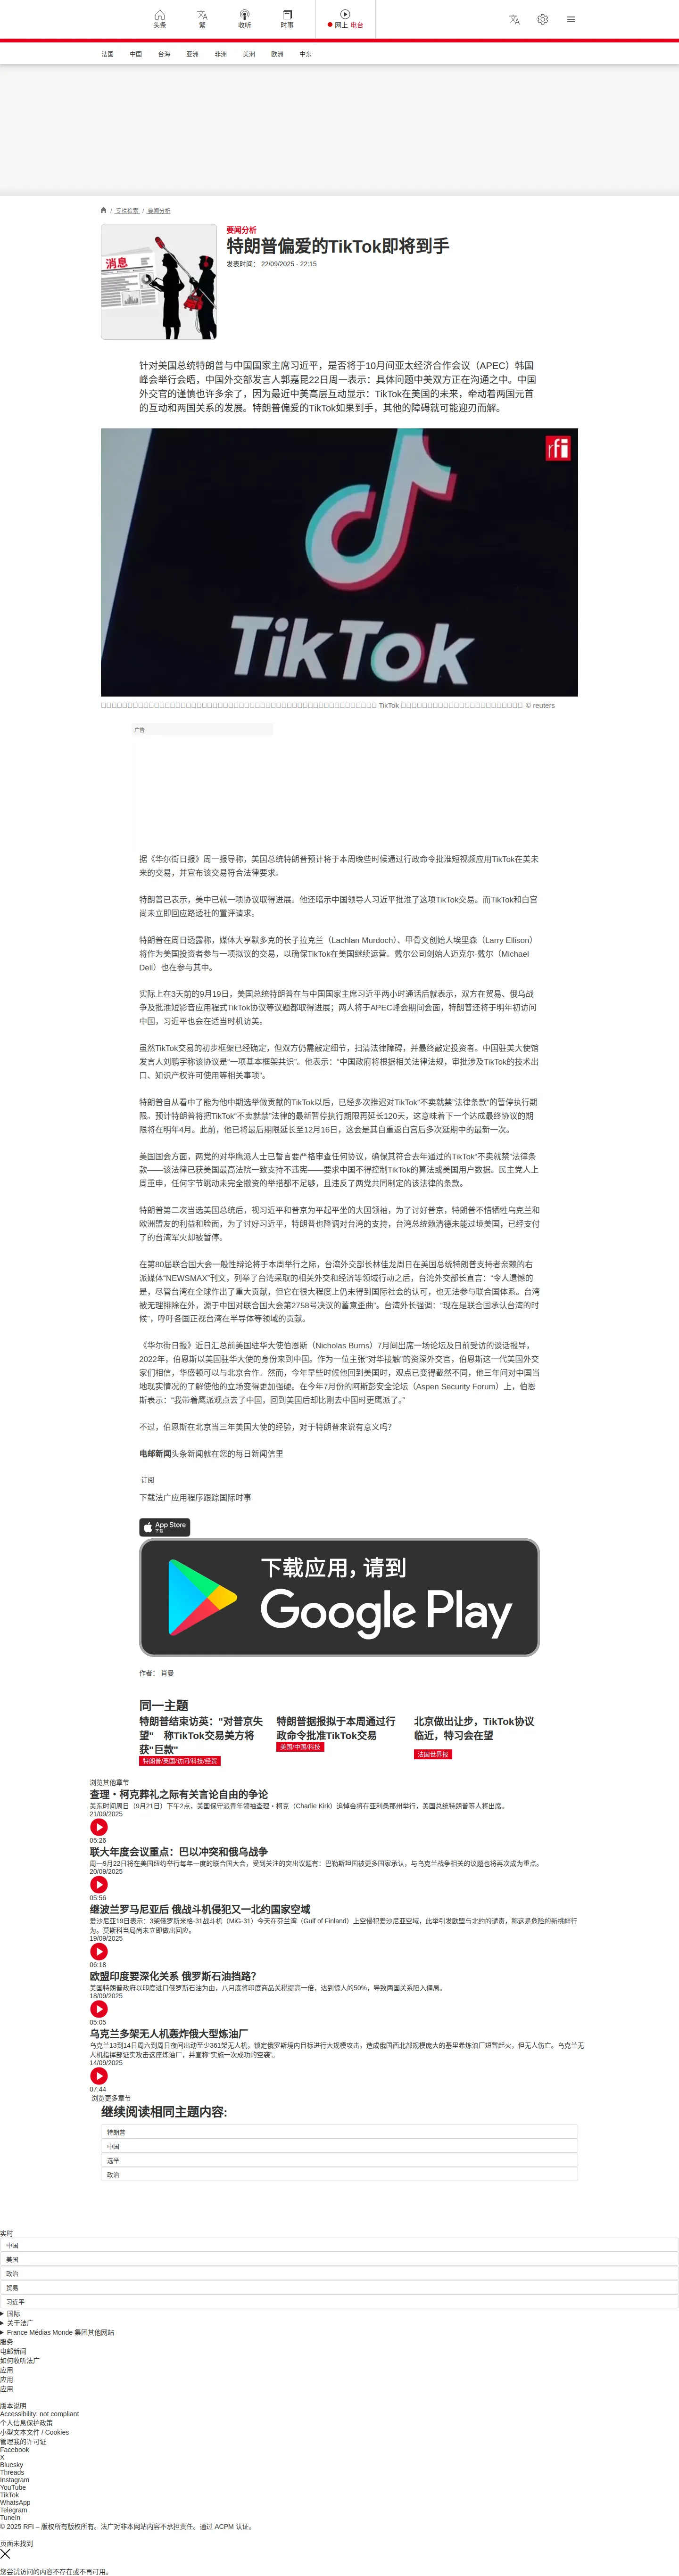 头条
繁
收听
时事
网上 电台
法国
中国
台海
亚洲
非洲
美洲
欧洲
中东
/ 专栏检索 / 要闻分析
消息
要闻分析
特朗普偏爱的TikTok即将到手
发表时间： 22/09/2025 - 22:15
针对美国总统特朗普与中国国家主席习近平，是否将于10月间亚太经济合作会议（APEC）韩国
峰会举行会晤，中国外交部发言人郭嘉昆22日周一表示：具体问题中美双方正在沟通之中。中国
外交官的谨慎也许多余了，因为最近中美高层互动显示：TikTok在美国的未来，牵动着两国元首
的互动和两国关系的发展。特朗普偏爱的TikTok如果到手，其他的障碍就可能迎刃而解。
rfi
TikTok
TikTok
© reuters
广告
据《华尔街日报》周一报导称，美国总统特朗普预计将于本周晚些时候通过行政命令批准短视频应用TikTok在美未
来的交易，并宣布该交易符合法律要求。
特朗普已表示，美中已就一项协议取得进展。他还暗示中国领导人习近平批准了这项TikTok交易。而TikTok和白宫
尚未立即回应路透社的置评请求。
特朗普在周日透露称，媒体大亨默多克的长子拉克兰（Lachlan Murdoch）、甲骨文创始人埃里森（Larry Ellison）
将作为美国投资者参与一项拟议的交易，以确保TikTok在美国继续运营。戴尔公司创始人迈克尔·戴尔（Michael
Dell）也在参与其中。
实际上在3天前的9月19日，美国总统特朗普在与中国国家主席习近平两小时通话后就表示，双方在贸易、俄乌战
争及批准短影音应用程式TikTok协议等议题都取得进展；两人将于APEC峰会期间会面，特朗普还将于明年初访问
中国，习近平也会在适当时机访美。
虽然TikTok交易的初步框架已经确定，但双方仍需敲定细节，扫清法律障碍，并最终敲定投资者。中国驻美大使馆
发言人刘鹏宇称该协议是“一项基本框架共识”。他表示：“中国政府将根据相关法律法规，审批涉及TikTok的技术出
口、知识产权许可使用等相关事项”。
特朗普自从看中了能为他中期选举做贡献的TikTok以后，已经多次推迟对TikTok“不卖就禁”法律条款“的暂停执行期
限。预计特朗普将把TikTok“不卖就禁”法律的最新暂停执行期限再延长120天，这意味着下一个达成最终协议的期
限将在明年4月。此前，他已将最后期限延长至12月16日，这会是其自重返白宫后多次延期中的最新一次。
美国国会方面，两党的对华鹰派人士已誓言要严格审查任何协议，确保其符合去年通过的TikTok“不卖就禁”法律条
款——该法律已获美国最高法院一致支持不违宪——要求中国不得控制TikTok的算法或美国用户数据。民主党人上
周重申，任何字节跳动未完全撤资的举措都不足够，且违反了两党共同制定的该法律的条款。
特朗普第二次当选美国总统后，视习近平和普京为平起平坐的大国领袖，为了讨好普京，特朗普不惜牺牲乌克兰和
欧洲盟友的利益和脸面，为了讨好习近平，特朗普也降调对台湾的支持，台湾总统赖清德未能过境美国，已经支付
了的台湾军火却被暂停。
在第80届联合国大会一般性辩论将于本周举行之际，台湾外交部长林佳龙周日在美国总统特朗普支持者亲赖的右
派媒体“NEWSMAX”刊文，列举了台湾采取的相关外交和经济等领域行动之后，台湾外交部长直言：“令人遗憾的
是，尽管台湾在全球作出了重大贡献，但它在很大程度上仍未得到国际社会的认可，也无法参与联合国体系。台湾
被无理排除在外，源于中国对联合国大会第2758号决议的蓄意歪曲”。台湾外长强调：“现在是联合国承认台湾的时
候”，呼吁各国正视台湾在半导体等领域的贡献。
《华尔街日报》近日汇总前美国驻华大使伯恩斯（Nicholas Burns）7月间出席一场论坛及日前受访的谈话报导，
2022年，伯恩斯以美国驻华大使的身份来到中国。作为一位主张“对华接触”的资深外交官，伯恩斯这一代美国外交
家们相信，华盛顿可以与北京合作。然而，今年早些时候他回到美国时，观点已变得截然不同，他三年间对中国当
地现实情况的了解使他的立场变得更加强硬。在今年7月份的阿斯彭安全论坛（Aspen Security Forum）上，伯恩
斯表示：“我带着鹰派观点去了中国，回到美国后却比刚去中国时更鹰派了。”
不过，伯恩斯在北京当三年美国大使的经验，对于特朗普来说有意义吗？
电邮新闻头条新闻就在您的每日新闻信里
订阅
下载法广应用程序跟踪国际时事
App Store
下载
下载应用，请到
Google Play
作者： 肖曼
同一主题
特朗普结束访英："对普京失
望" 称TikTok交易美方将
获"巨款"
特朗普/英国/访问/科技/经贸
特朗普据报拟于本周通过行
政命令批准TikTok交易
美国/中国/科技
北京做出让步，TikTok协议
临近，特习会在望
法国世界报
浏览其他章节
查理・柯克葬礼之际有关言论自由的争论
美东时间周日（9月21日）下午2点，美国保守派青年领袖查理・柯克（Charlie Kirk）追悼会将在亚利桑那州举行，美国总统特朗普等人将出席。
21/09/2025
05:26
联大年度会议重点：巴以冲突和俄乌战争
周一9月22日将在美国纽约举行每年一度的联合国大会，受到关注的突出议题有：巴勒斯坦国被更多国家承认，与乌克兰战争相关的议题也将再次成为重点。
20/09/2025
05:56
继波兰罗马尼亚后 俄战斗机侵犯又一北约国家空域
爱沙尼亚19日表示：3架俄罗斯米格-31战斗机（MiG-31）今天在芬兰湾（Gulf of Finland）上空侵犯爱沙尼亚空域，此举引发欧盟与北约的谴责，称这是危险的新挑衅行
为。莫斯科当局尚未立即做出回应。
19/09/2025
06:18
欧盟印度要深化关系 俄罗斯石油挡路？
美国特朗普政府以印度进口俄罗斯石油为由，八月底将印度商品关税提高一倍，达到惊人的50%，导致两国关系陷入僵局。
18/09/2025
05:05
乌克兰多架无人机轰炸俄大型炼油厂
乌克兰13到14日周六到周日夜间出动至少361架无人机，锁定俄罗斯境内目标进行大规模攻击，造成俄国西北部规模庞大的基里希炼油厂短暂起火，但无人伤亡。乌克兰无
人机指挥部证实攻击这座炼油厂，并宣称“实施一次成功的空袭”。
14/09/2025
07:44
浏览更多章节
继续阅读相同主题内容:
特朗普
中国
选举
政治
实时
中国
美国
政治
贸易
习近平
国际
关于法广
France Médias Monde 集团其他网站
服务
电邮新闻
如何收听法广
应用
应用
应用
版本说明
Accessibility: not compliant
个人信息保护政策
小型文本文件 / Cookies
管理我的许可证
Facebook
X
Bluesky
Threads
Instagram
YouTube
TikTok
WhatsApp
Telegram
TuneIn
© 2025 RFI – 版权所有版权所有。法广对非本网站内容不承担责任。通过 ACPM 认证。
页面未找到
您尝试访问的内容不存在或不再可用。